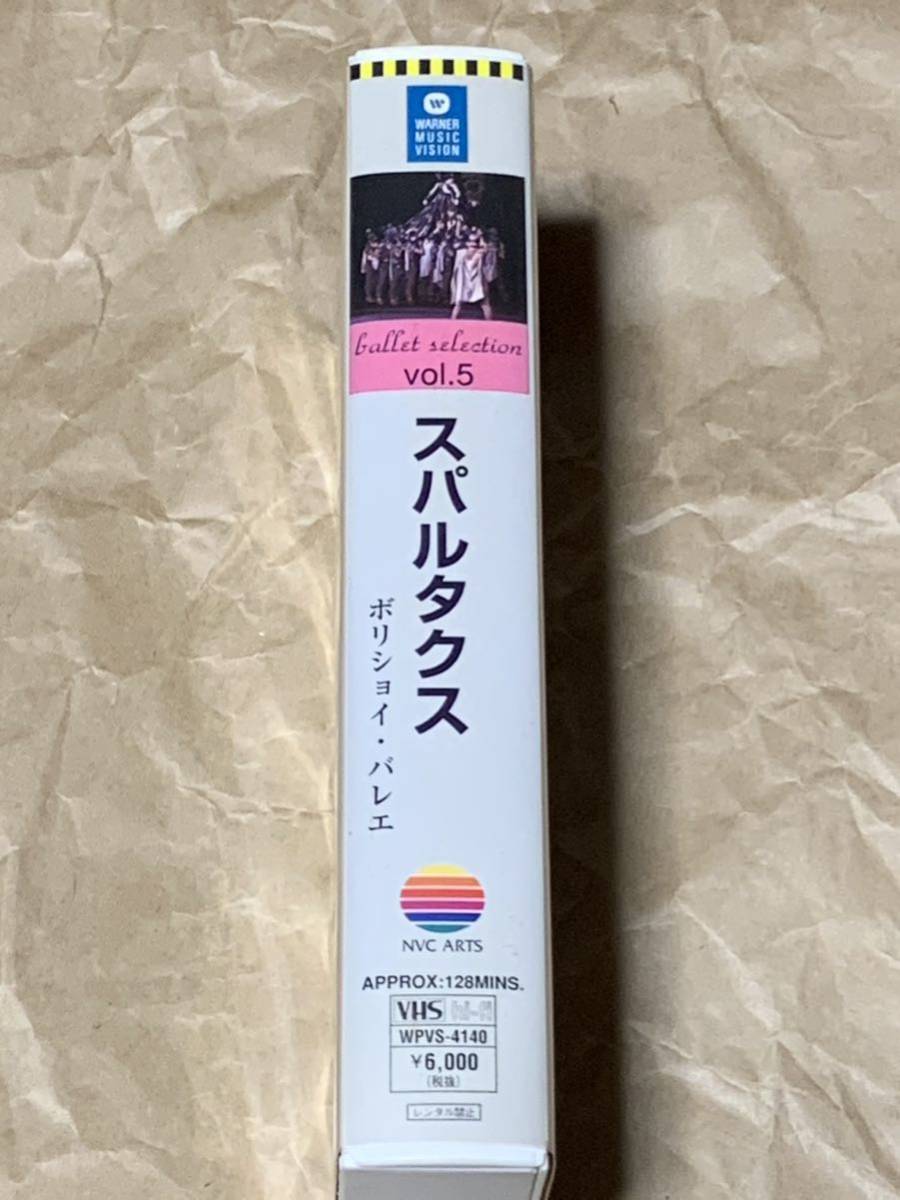 W
WARNER
MUSIC
VISION
ballet selection
vol.5
スパルタクス
ボリショイ・バレエ
NVC ARTS
APPROX:128MINS.
VHS hi-fi
WPVS-4140
¥6,000
(税抜)
レンタル禁止